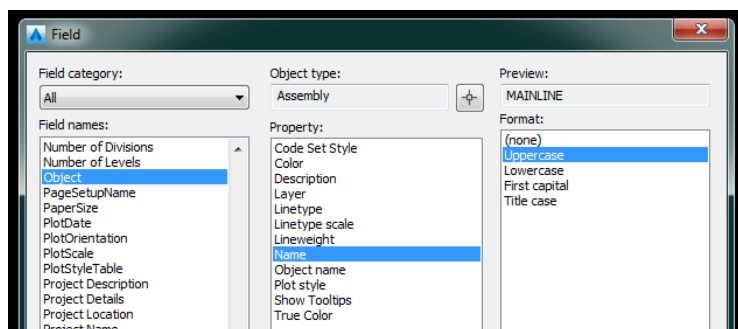 Field
Field category:
All
Field names:
Number of Divisions
Number of Levels
Object
PageSetupName
PaperSize
PlotDate
PlotOrientation
PlotScale
PlotStyleTable
Project Description
Project Details
Project Location
Project Name
Object type:
Assembly
Property:
Code Set Style
Color
Description
Layer
Linetype
Linetype scale
Lineweight
Name
Object name
Plot style
Show Tooltips
True Color
Preview:
MAINLINE
Format:
(none)
Uppercase
Lowercase
First capital
Title case